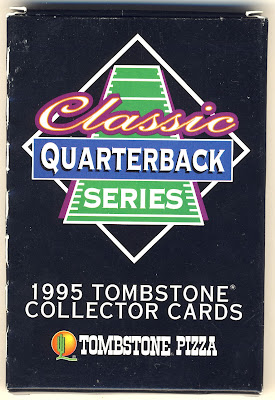 Classic
QUARTERBACK
SERIES
1995 TOMBSTONE®
COLLECTOR CARDS
TOMBSTONE® PIZZA